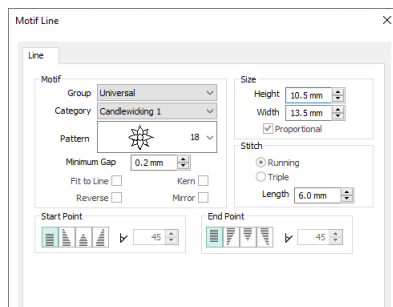 Motif Line
Line
Motif
Group Universal
Category Candlewicking 1
Pattern 18
Minimum Gap 0.2 mm
Fit to Line Kern
Reverse Mirror
Size
Height 10.5 mm
Width 13.5 mm
Proportional
Stitch
Running
Triple
Length 6.0 mm
Start Point
45
End Point
45